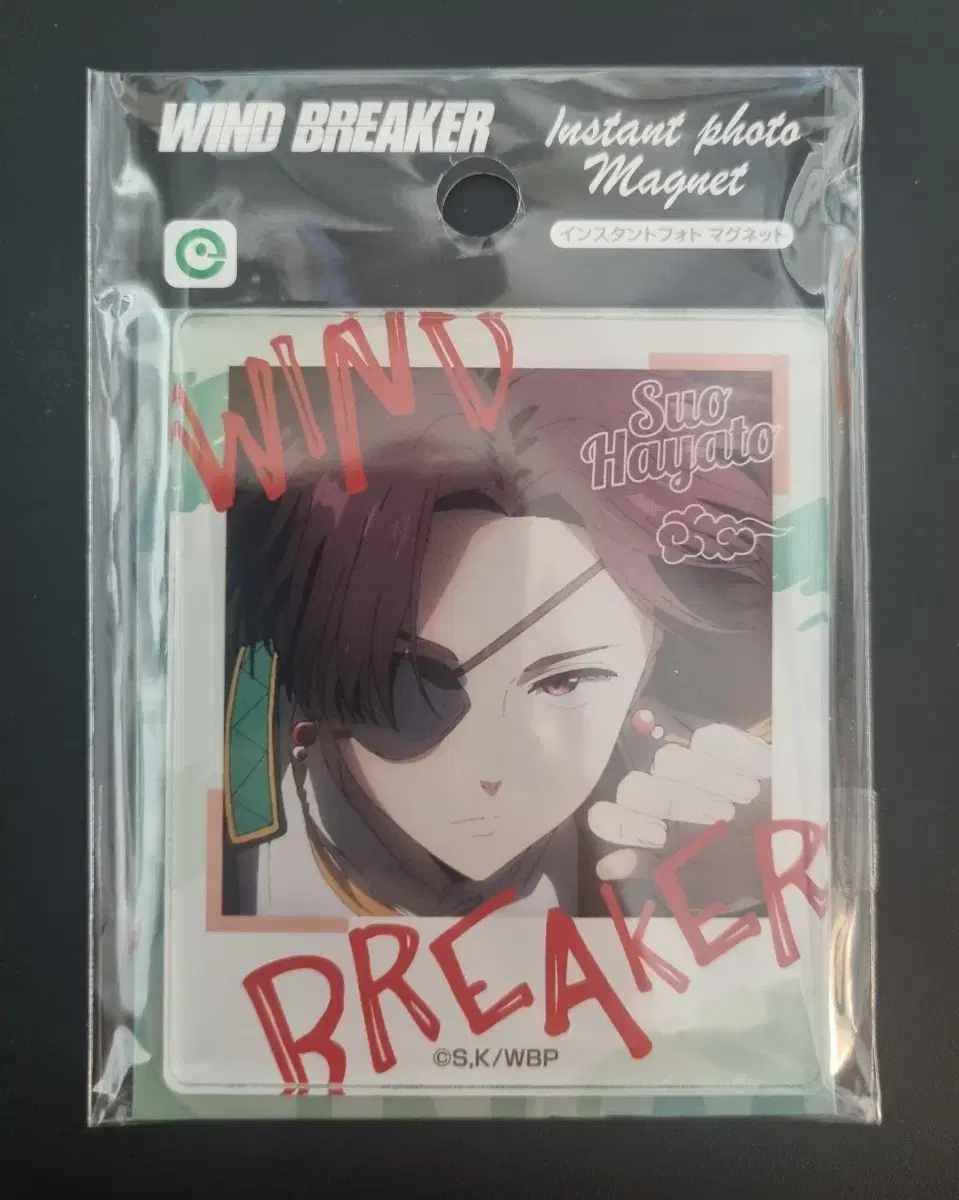 WIND BREAKER
Instant photo
Magnet
インスタントフォト マグネット
WIND
Suo
Hayato
BREAKER
©S,K/WBP